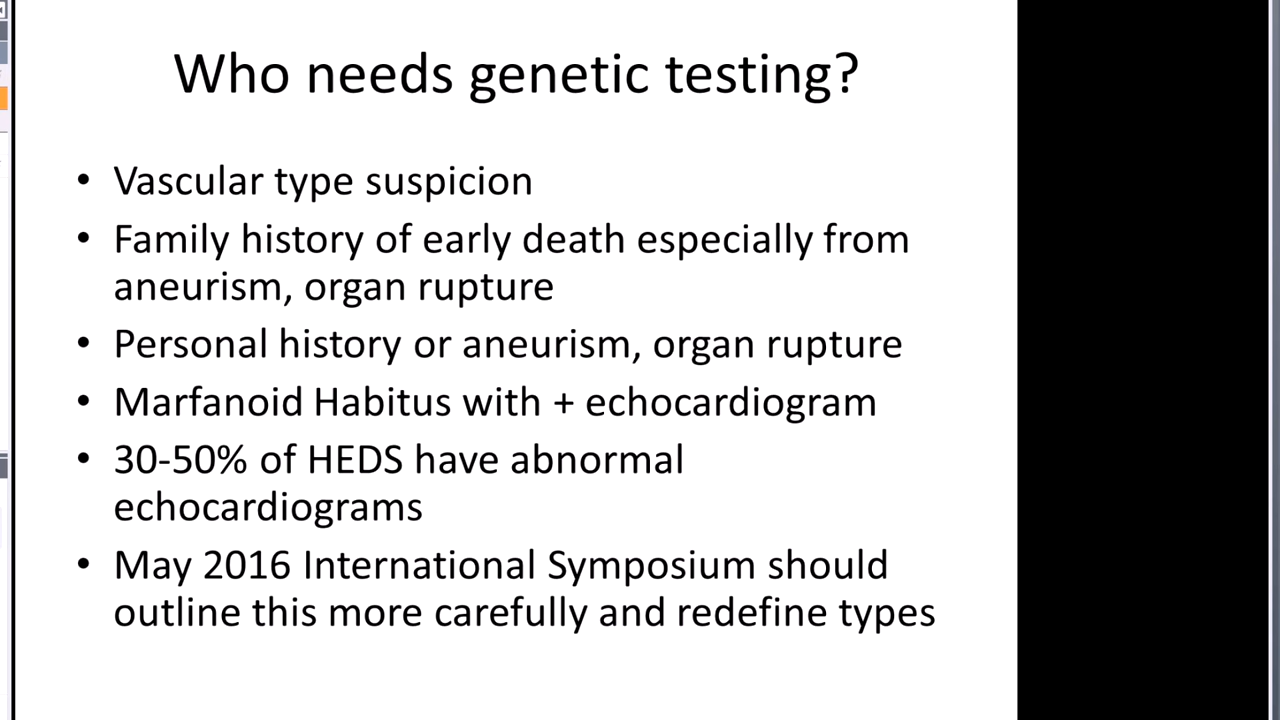 Who needs genetic testing?
• Vascular type suspicion
• Family history of early death especially from
aneurism, organ rupture
• Personal history or aneurism, organ rupture
• Marfanoid Habitus with + echocardiogram
• 30-50% of HEDS have abnormal
echocardiograms
• May 2016 International Symposium should
outline this more carefully and redefine types